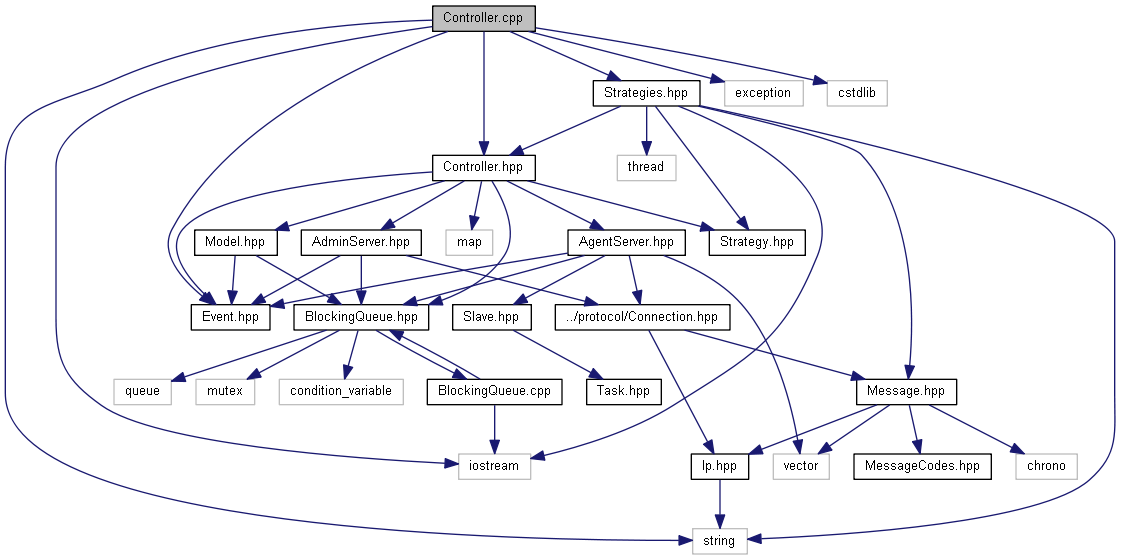 Controller.cpp
Strategies.hpp
exception
cstdlib
Controller.hpp
thread
Model.hpp
AdminServer.hpp
map
AgentServer.hpp
Strategy.hpp
Event.hpp
BlockingQueue.hpp
Slave.hpp
../protocol/Connection.hpp
queue
mutex
condition_variable
BlockingQueue.cpp
Task.hpp
Message.hpp
iostream
Ip.hpp
vector
MessageCodes.hpp
chrono
string